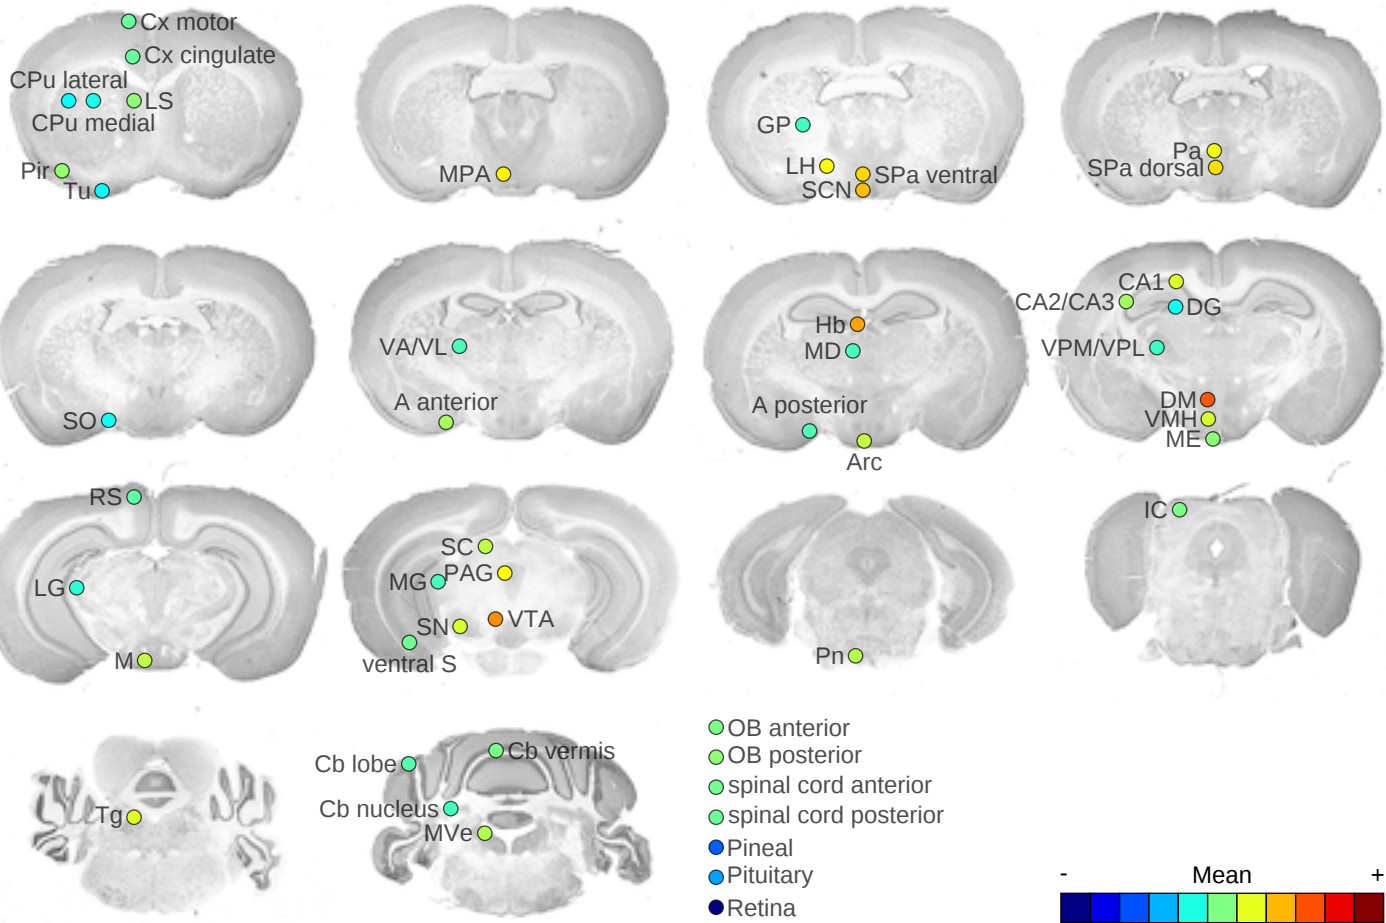 Cx motor
Cx cingulate
CPu lateral
LS
CPu medial
Pir
Tu
MPA
GP
LH
SPa ventral
SCN
Pa
SPa dorsal
SO
VA/VL
A anterior
Hb
MD
A posterior
Arc
CA1
CA2/CA3
DG
VPM/VPL
DM
VMH
ME
RS
LG
M
SC
MG
PAG
SN
VTA
ventral S
Pn
IC
Tg
Cb lobe
Cb vermis
Cb nucleus
MVe
OB anterior
OB posterior
spinal cord anterior
spinal cord posterior
Pineal
Pituitary
Retina
- Mean +